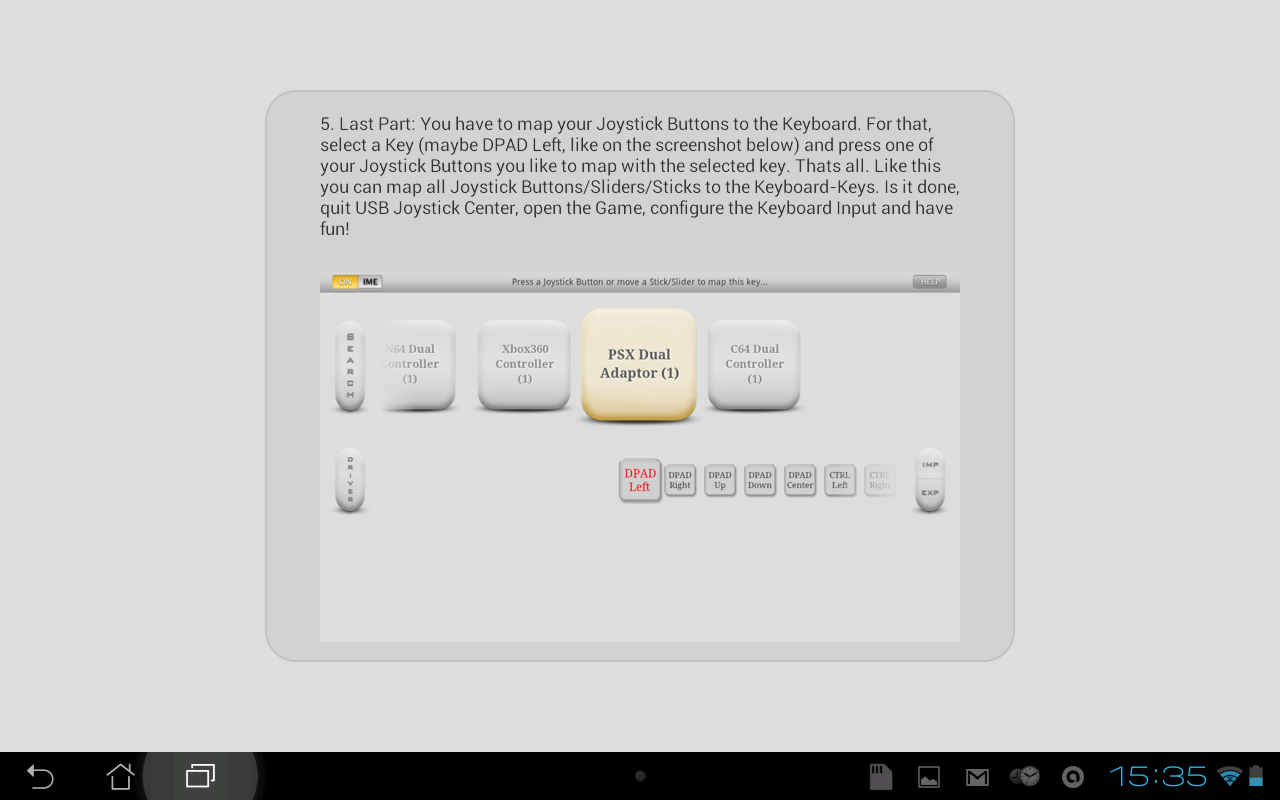 5. Last Part: You have to map your Joystick Buttons to the Keyboard. For that,
select a Key (maybe DPAD Left, like on the screenshot below) and press one of
your Joystick Buttons you like to map with the selected key. Thats all. Like this
you can map all Joystick Buttons/Sliders/Sticks to the Keyboard-Keys. Is it done,
quit USB Joystick Center, open the Game, configure the Keyboard Input and have
fun!
ON IME
Press a Joystick Button or move a Stick/Slider to map this key...
HELP
SEARCH
N64 Dual
Controller
(1)
Xbox360
Controller
(1)
PSX Dual
Adaptor (1)
C64 Dual
Controller
(1)
DRIVER
DPAD
Left
DPAD
Right
DPAD
Up
DPAD
Down
DPAD
Center
CTRL
Left
CTRL
Right
IMP
EXP
15:35